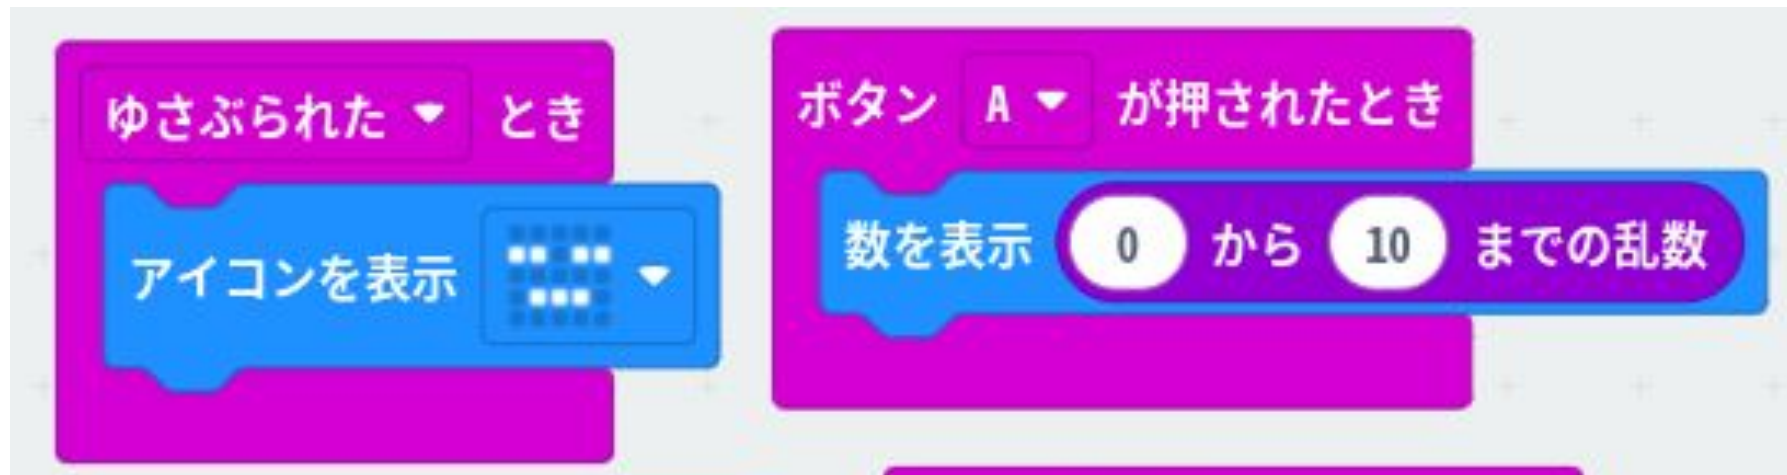 ゆさぶられた とき
アイコンを表示
ボタン A が押されたとき
数を表示 0 から 10 までの乱数